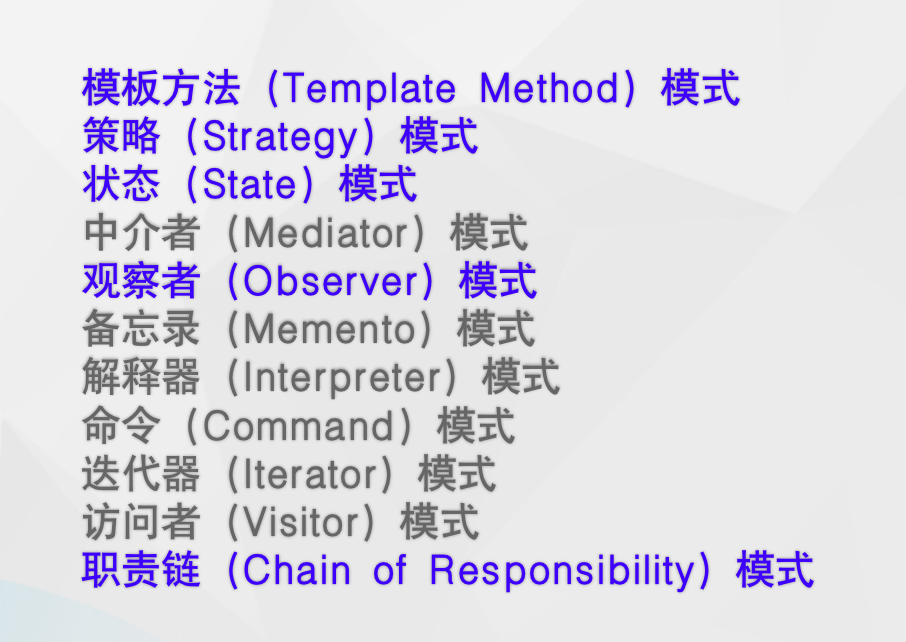 模板方法（Template Method）模式
策略（Strategy）模式
状态（State）模式
中介者（Mediator）模式
观察者（Observer）模式
备忘录（Memento）模式
解释器（Interpreter）模式
命令（Command）模式
迭代器（Iterator）模式
访问者（Visitor）模式
职责链（Chain of Responsibility）模式